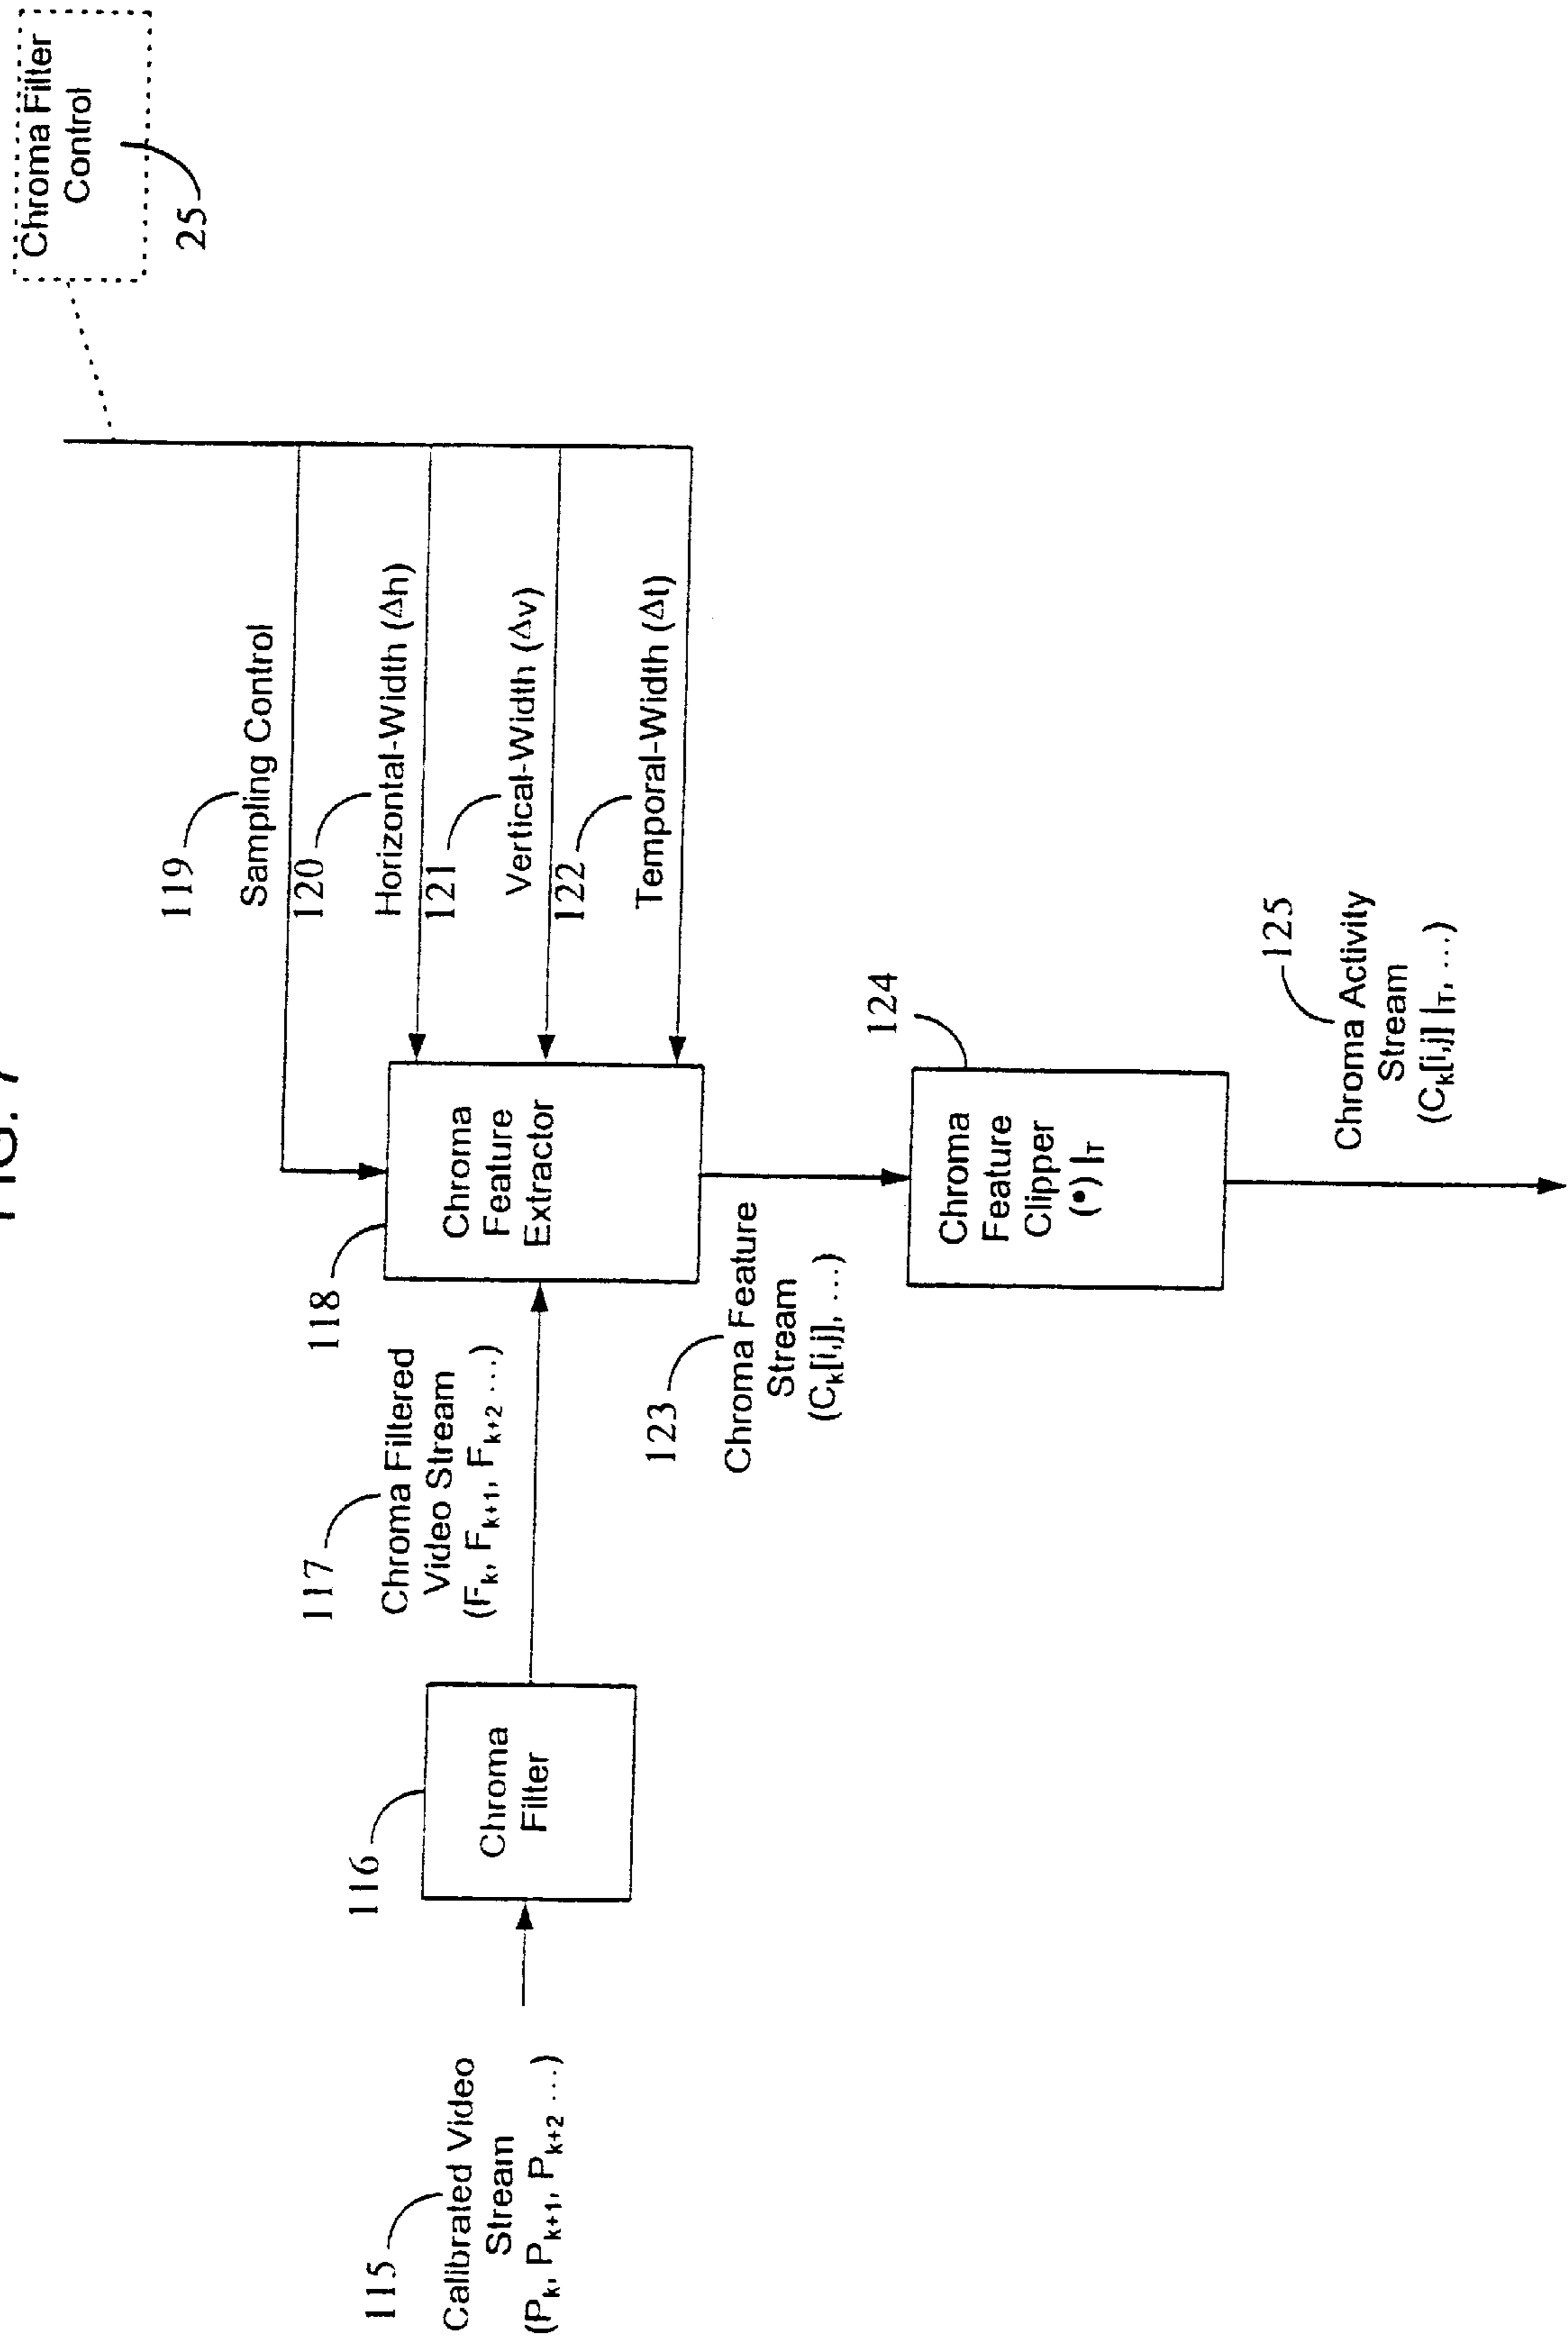 FIG. 7
Chroma Filter
Control
25
119
Sampling Control
120
Horizontal-Width (Δh)
121
Vertical-Width (Δv)
122
Temporal-Width (Δt)
115
Calibrated Video
Stream
(Pk, Pk+1, Pk+2 ...)
116
Chroma
Filter
117
Chroma Filtered
Video Stream
(Fk, Fk+1, Fk+2 ...)
118
Chroma
Feature
Extractor
123
Chroma Feature
Stream
(Ck[i,j], ...)
124
Chroma
Feature
Clipper
(•) |T
125
Chroma Activity
Stream
(Ck[i,j] |T, ...)